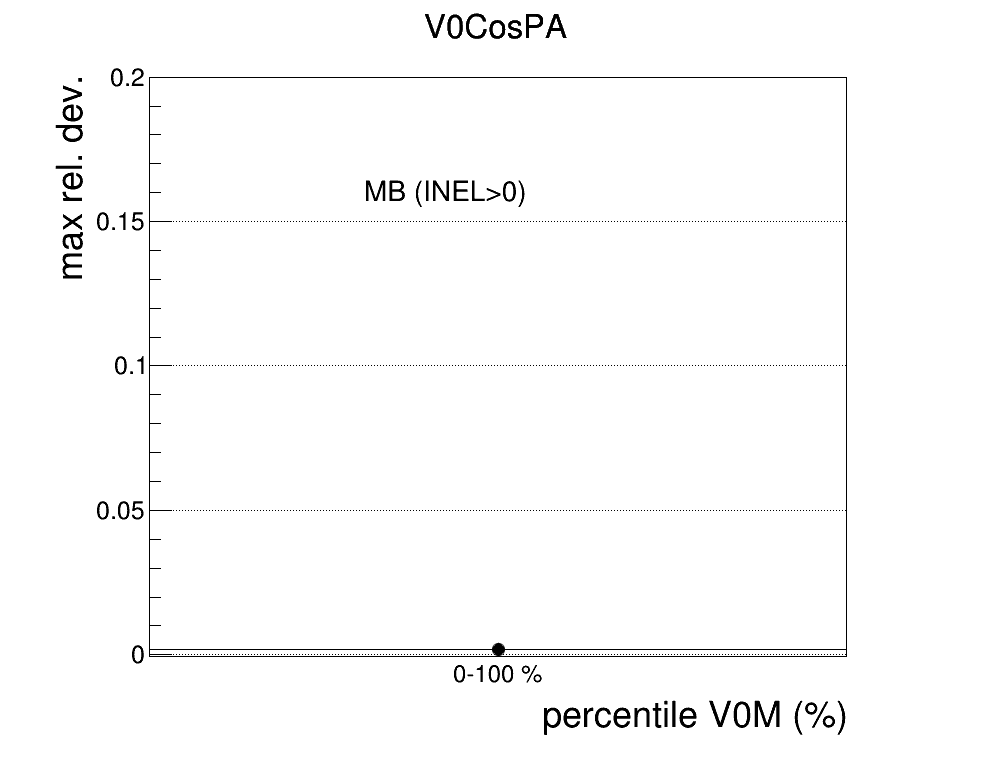 V0CosPA
max rel. dev.
0.2
MB (INEL>0)
0.15
0.1
0.05
0
0-100 %
percentile V0M (%)